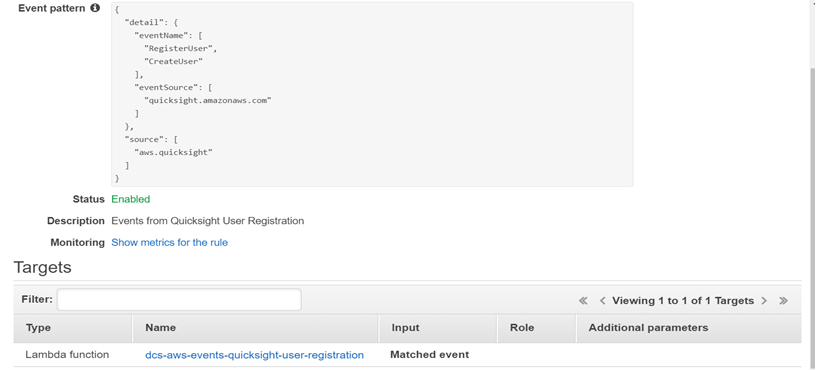 Event pattern
{
"detail": {
"eventName": [
"RegisterUser",
"CreateUser"
],
"eventSource": [
"quicksight.amazonaws.com"
]
},
"source": [
"aws.quicksight"
]
}
Status Enabled
Description Events from Quicksight User Registration
Monitoring Show metrics for the rule
Targets
Filter: « < Viewing 1 to 1 of 1 Targets > »
Type Name Input Role Additional parameters
Lambda function dcs-aws-events-quicksight-user-registration Matched event